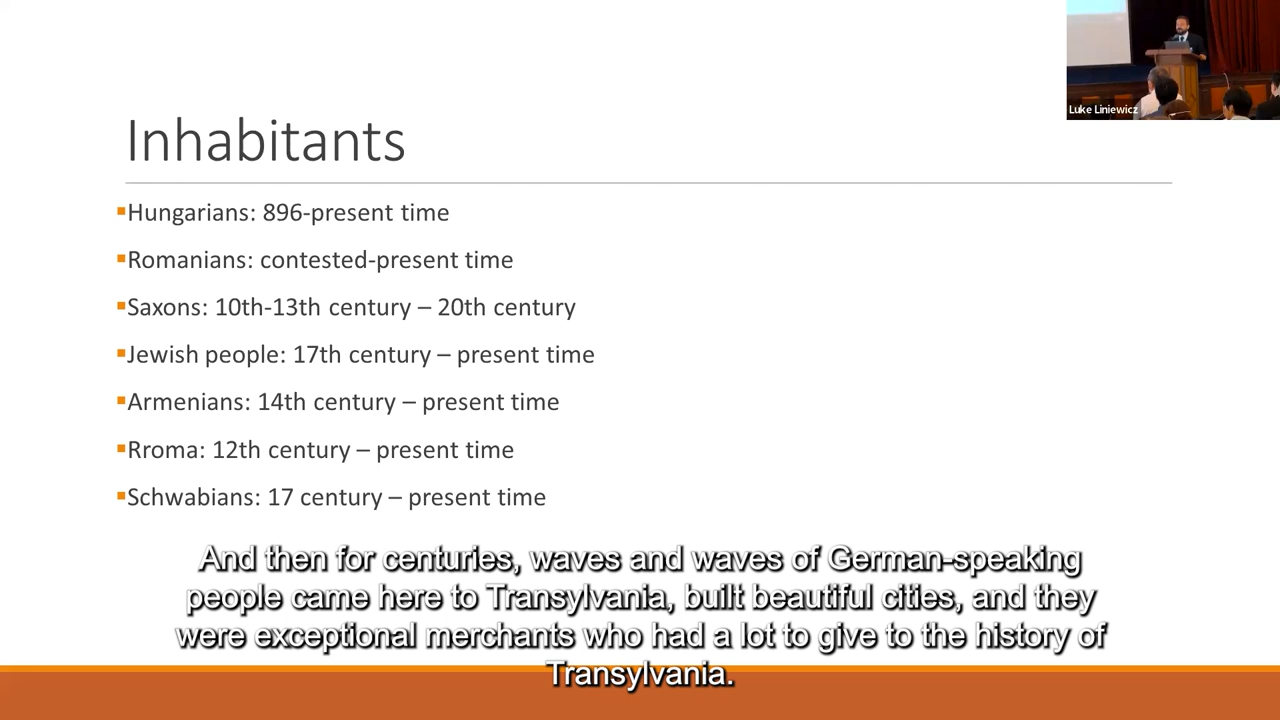 Luke Liniewicz
Inhabitants
▪Hungarians: 896-present time
▪Romanians: contested-present time
▪Saxons: 10th-13th century – 20th century
▪Jewish people: 17th century – present time
▪Armenians: 14th century – present time
▪Rroma: 12th century – present time
▪Schwabians: 17 century – present time
And then for centuries, waves and waves of German-speaking
people came here to Transylvania, built beautiful cities, and they
were exceptional merchants who had a lot to give to the history of
Transylvania.